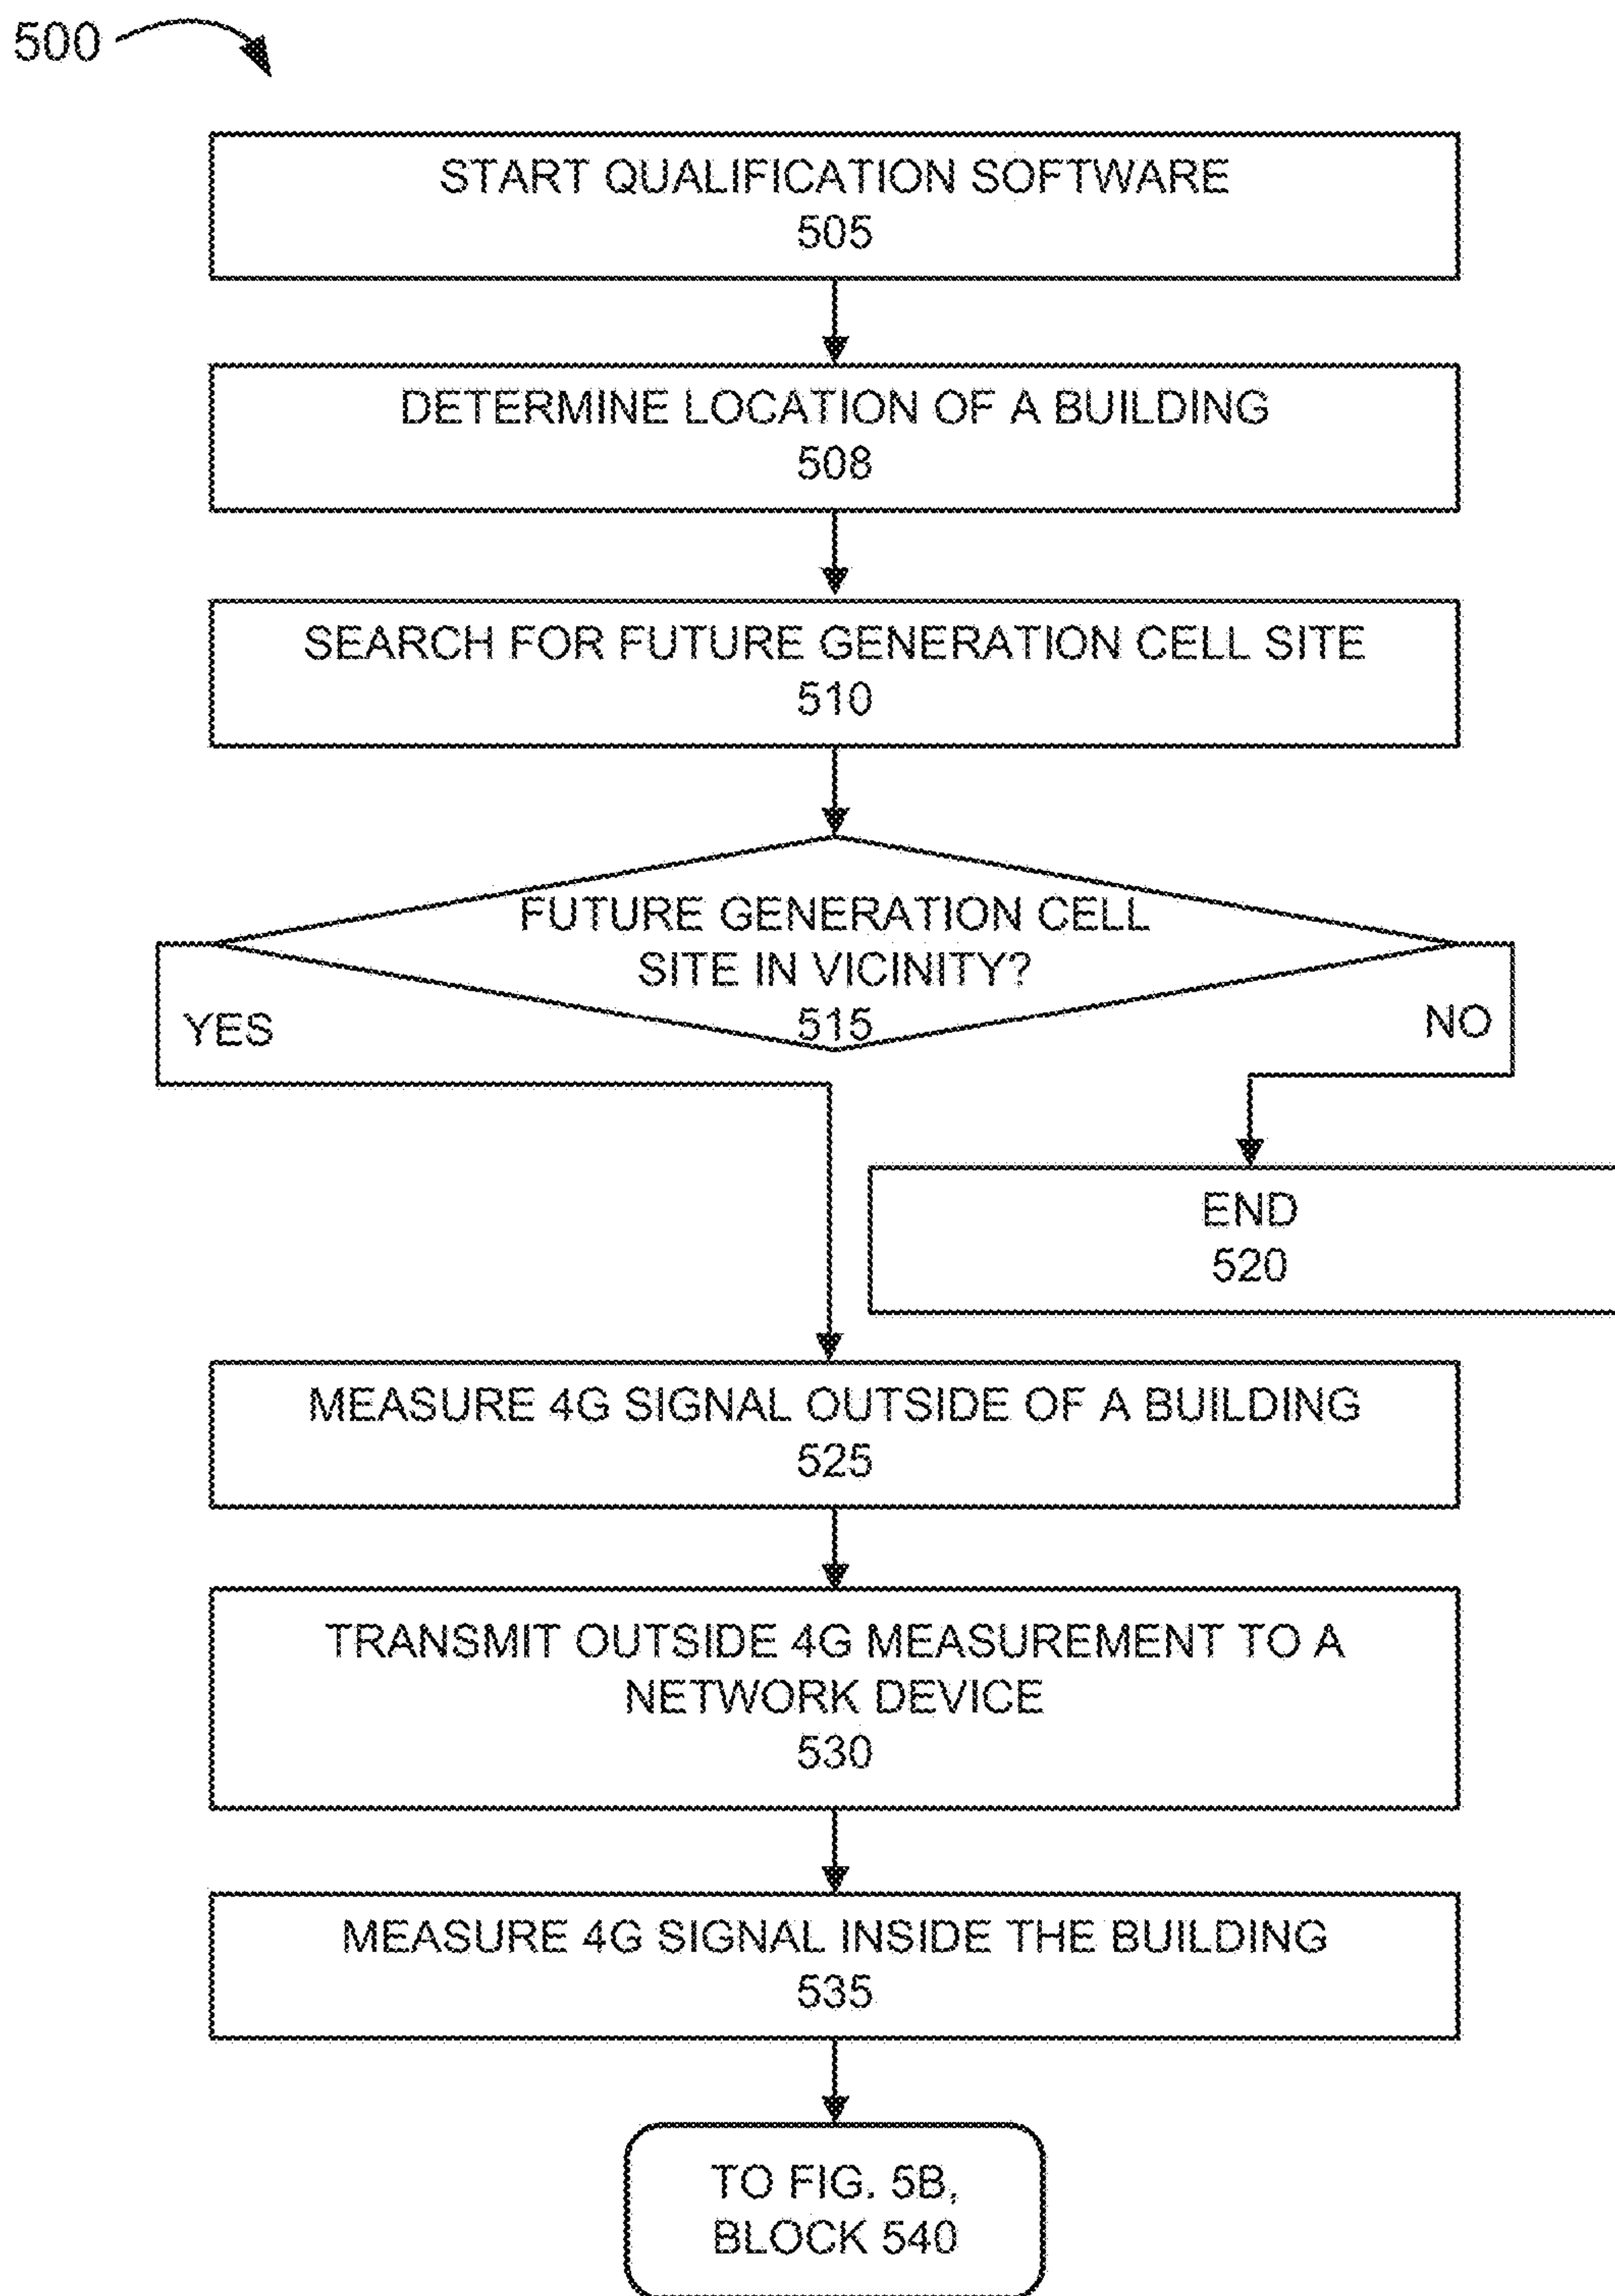 500
START QUALIFICATION SOFTWARE
505
DETERMINE LOCATION OF A BUILDING
508
SEARCH FOR FUTURE GENERATION CELL SITE
510
FUTURE GENERATION CELL
SITE IN VICINITY?
515
YES
NO
END
520
MEASURE 4G SIGNAL OUTSIDE OF A BUILDING
525
TRANSMIT OUTSIDE 4G MEASUREMENT TO A
NETWORK DEVICE
530
MEASURE 4G SIGNAL INSIDE THE BUILDING
535
TO FIG. 5B,
BLOCK 540